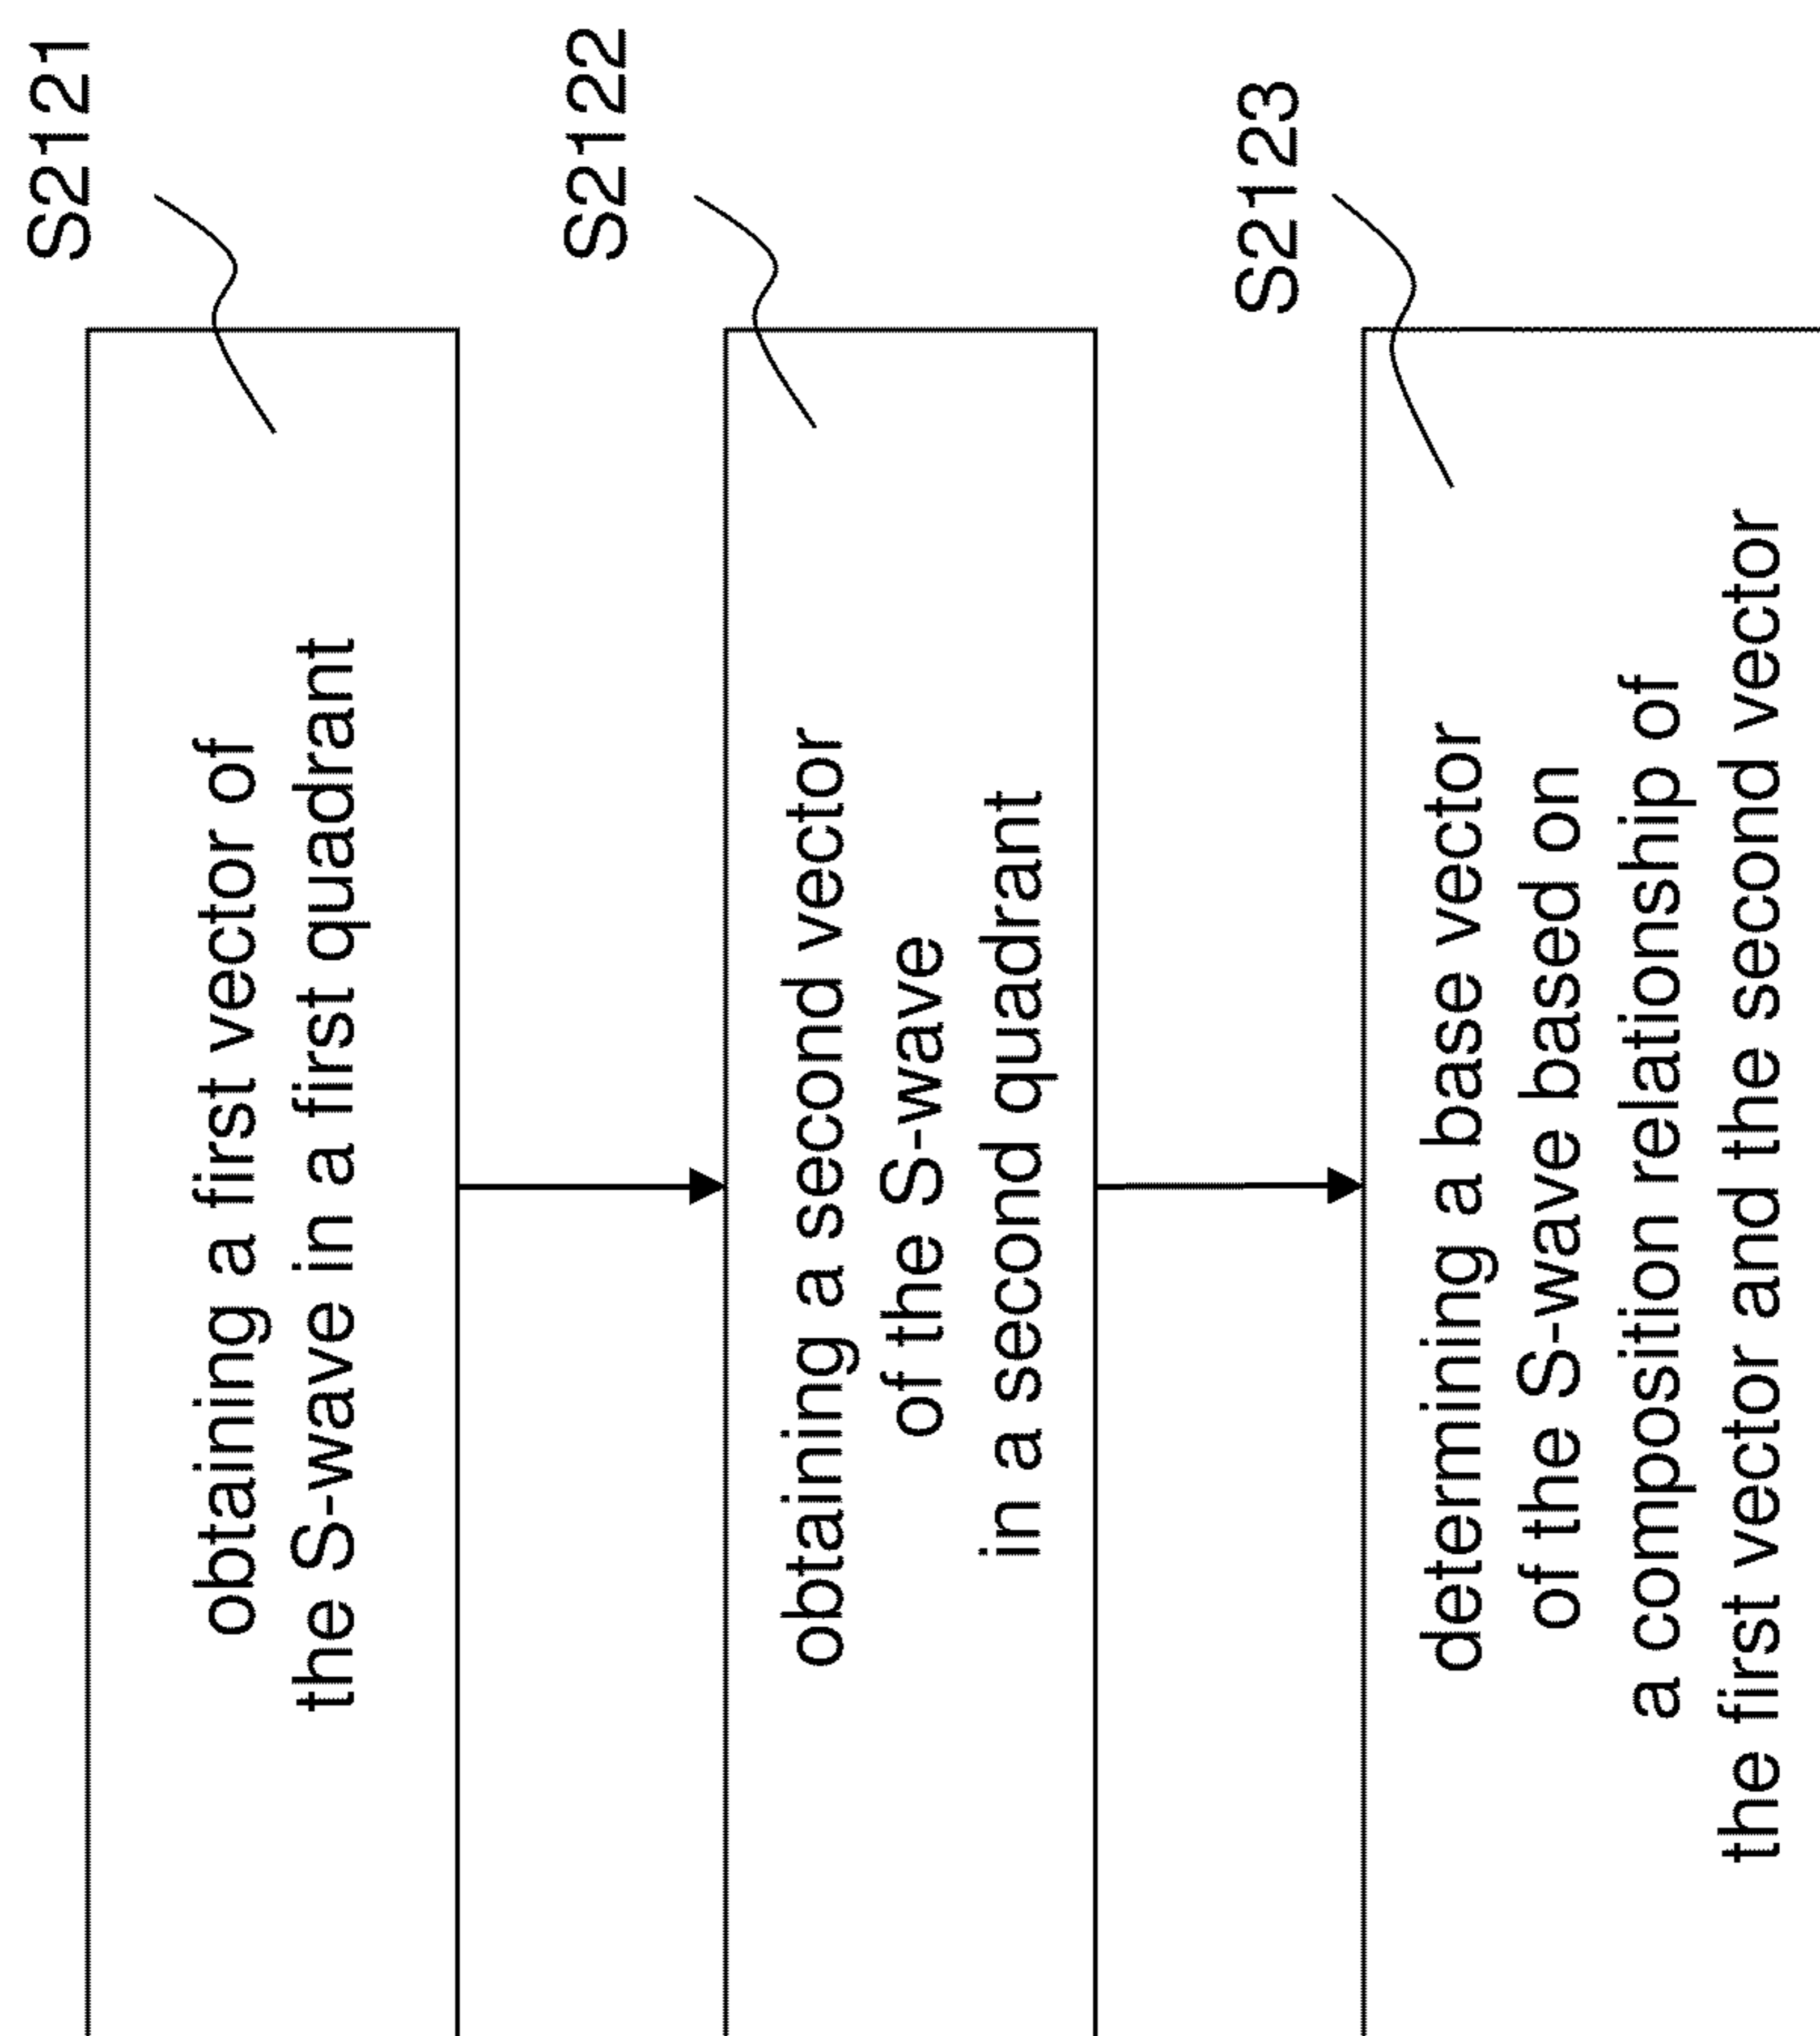 S2121
obtaining a first vector of
the S-wave in a first quadrant
S2122
obtaining a second vector
of the S-wave
in a second quadrant
S2123
determining a base vector
of the S-wave based on
a composition relationship of
the first vector and the second vector